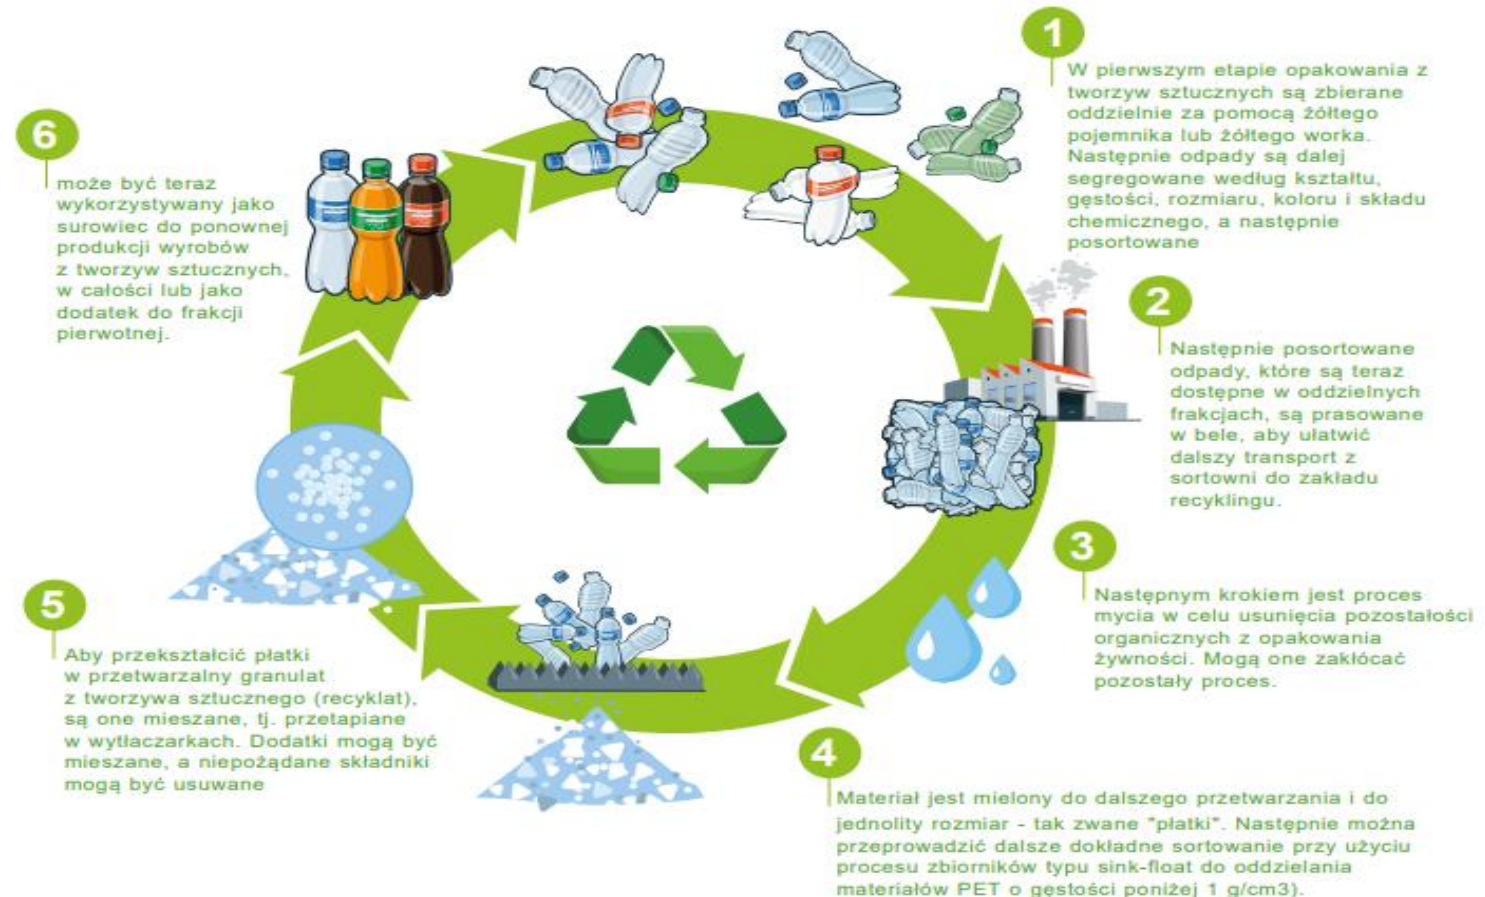 1
W pierwszym etapie opakowania z
tworzyw sztucznych są zbierane
oddzielnie za pomocą żółtego
pojemnika lub żółtego worka.
Następnie odpady są dalej
segregowane według kształtu,
gęstości, rozmiaru, koloru i składu
chemicznego, a następnie
posortowane
2
Następnie posortowane
odpady, które są teraz
dostępne w oddzielnych
frakcjach, są prasowane
w bele, aby ułatwić
dalszy transport z
sortowni do zakładu
recyklingu.
3
Następnym krokiem jest proces
mycia w celu usunięcia pozostałości
organicznych z opakowania
żywności. Mogą one zakłócać
pozostały proces.
4
Materiał jest mielony do dalszego przetwarzania i do
jednolity rozmiar - tak zwane "płatki". Następnie można
przeprowadzić dalsze dokładne sortowanie przy użyciu
procesu zbiorników typu sink-float do oddzielania
materiałów PET o gęstości poniżej 1 g/cm3).
5
Aby przekształcić płatki
w przetwarzalny granulat
z tworzywa sztucznego (recyklat),
są one mieszane, tj. przetapiane
w wytłaczarkach. Dodatki mogą być
mieszane, a niepożądane składniki
mogą być usuwane
6
może być teraz
wykorzystywany jako
surowiec do ponownej
produkcji wyrobów
z tworzyw sztucznych,
w całości lub jako
dodatek do frakcji
pierwotnej.